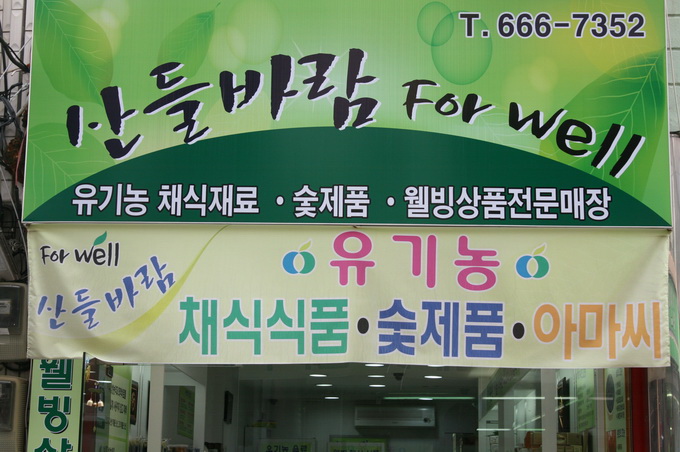 T. 666-7352
산들바람 For Well
유기농 채식재료 · 숯제품 · 웰빙상품전문매장
For Well
산들바람
유기농
채식식품 · 숯제품 · 아마씨
웰빙상